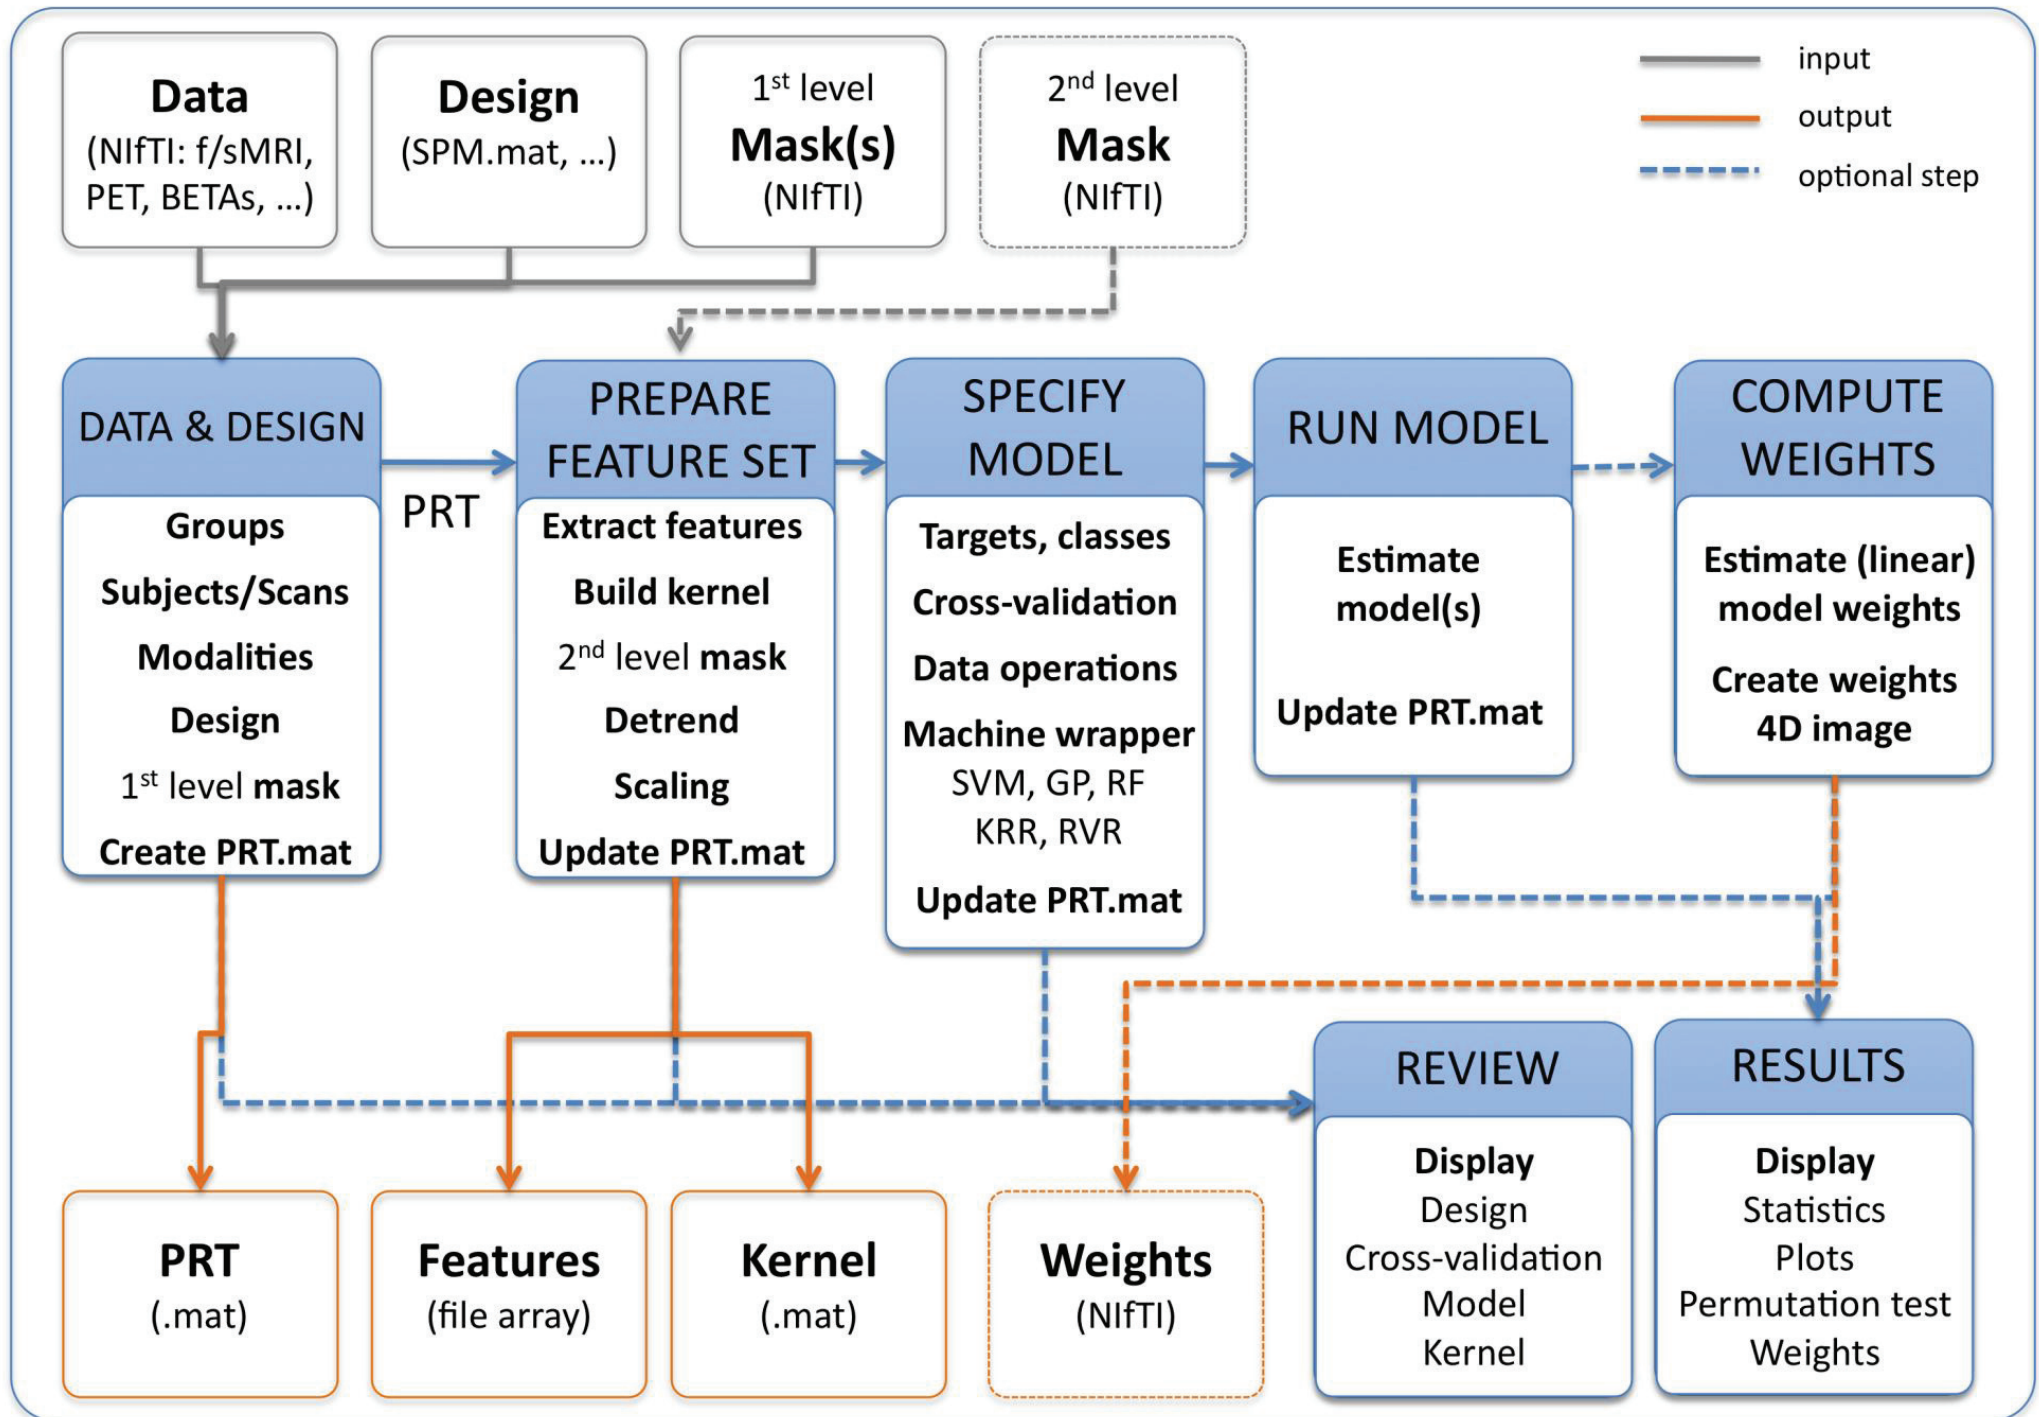 Data
(NIfTI: f/sMRI,
PET, BETAs, ...)
Design
(SPM.mat, ...)
1st level
Mask(s)
(NIfTI)
2nd level
Mask
(NIfTI)
input
output
optional step
DATA & DESIGN
Groups
Subjects/Scans
Modalities
Design
1st level mask
Create PRT.mat
PRT
PREPARE
FEATURE SET
Extract features
Build kernel
2nd level mask
Detrend
Scaling
Update PRT.mat
SPECIFY
MODEL
Targets, classes
Cross-validation
Data operations
Machine wrapper
SVM, GP, RF
KRR, RVR
Update PRT.mat
RUN MODEL
Estimate
model(s)
Update PRT.mat
COMPUTE
WEIGHTS
Estimate (linear)
model weights
Create weights
4D image
PRT
(.mat)
Features
(file array)
Kernel
(.mat)
Weights
(NIfTI)
REVIEW
Display
Design
Cross-validation
Model
Kernel
RESULTS
Display
Statistics
Plots
Permutation test
Weights